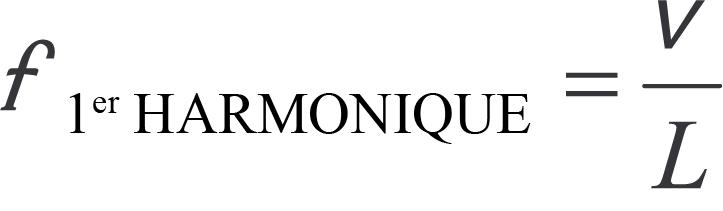 f 1er HARMONIQUE = v
L